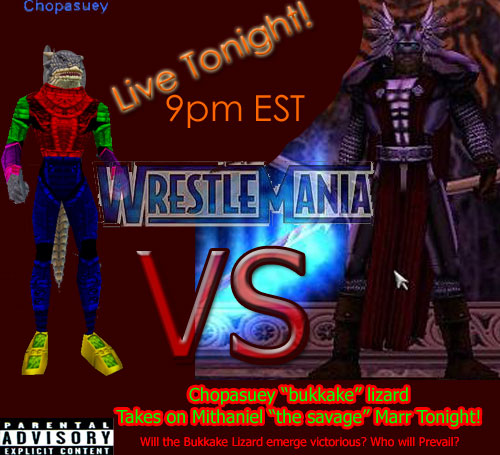 Chopasuey
Live Tonight!
9pm EST
WRESTLEMANIA
VS
Chopasuey “bukkake” lizard
Takes on Mithaniel “the savage” Marr Tonight!
Will the Bukkake Lizard emerge victorious? Who will Prevail?
PARENTAL
ADVISORY
EXPLICIT CONTENT